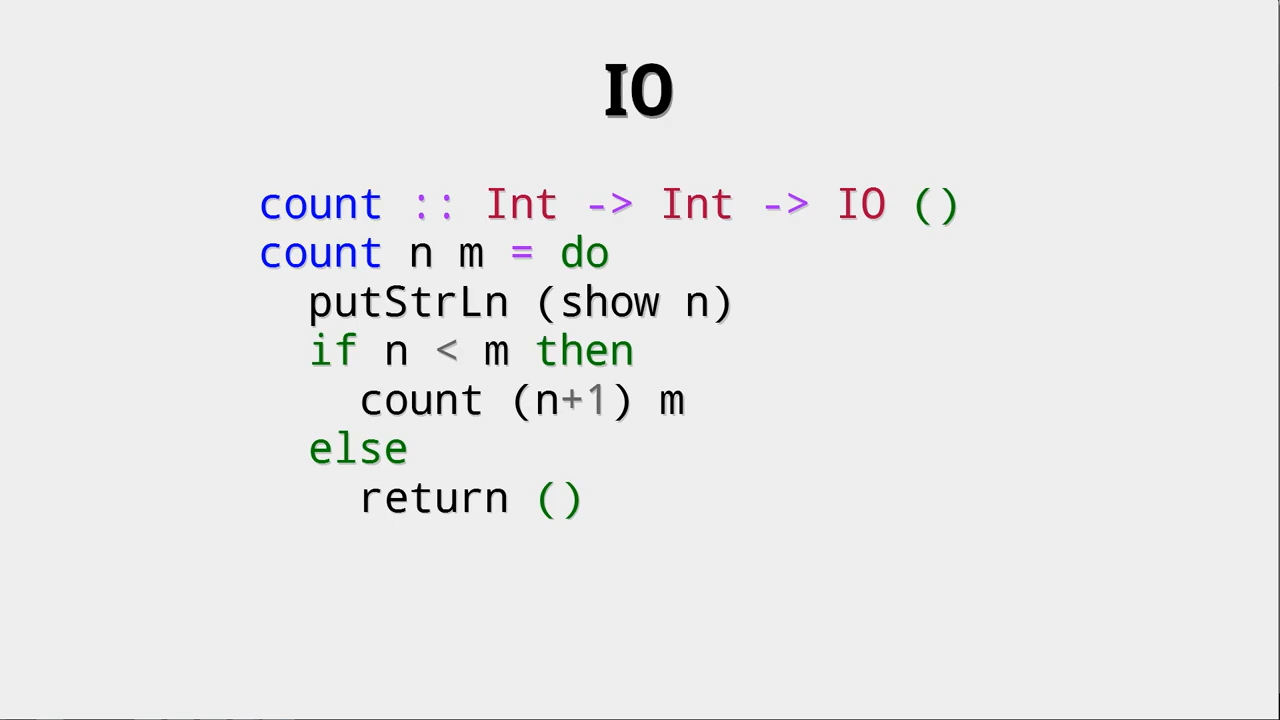 IO
count :: Int -> Int -> IO ()
count n m = do
  putStrLn (show n)
  if n < m then
    count (n+1) m
  else
    return ()